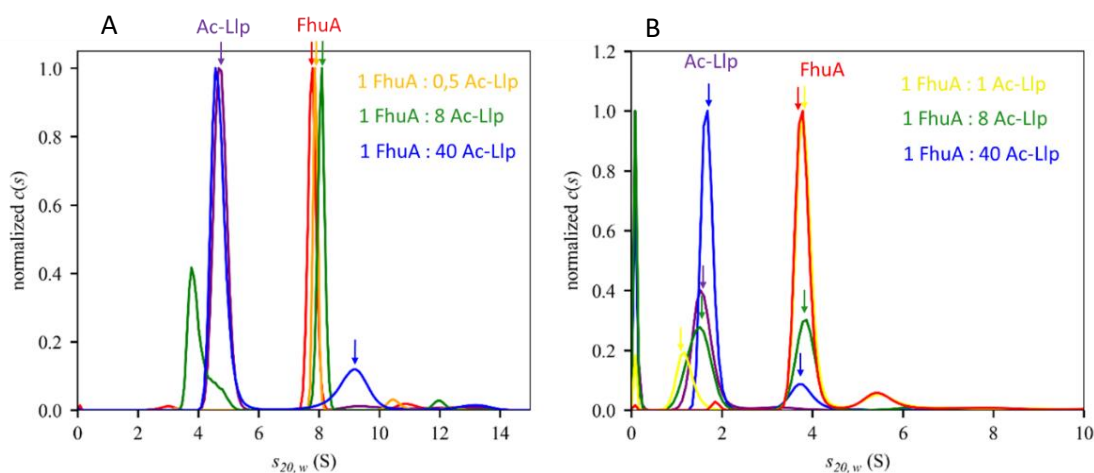 A
Ac-Llp FhuA
1.0
0.8
0.6
0.4
0.2
0.0
normalized c(s)
1 FhuA : 0,5 Ac-Llp
1 FhuA : 8 Ac-Llp
1 FhuA : 40 Ac-Llp
0 2 4 6 8 10 12 14
s20, w (S)
B
Ac-Llp FhuA
1.2
1.0
0.8
0.6
0.4
0.2
0.0
normalized c(s)
1 FhuA : 1 Ac-Llp
1 FhuA : 8 Ac-Llp
1 FhuA : 40 Ac-Llp
0 2 4 6 8 10
s20, w (S)